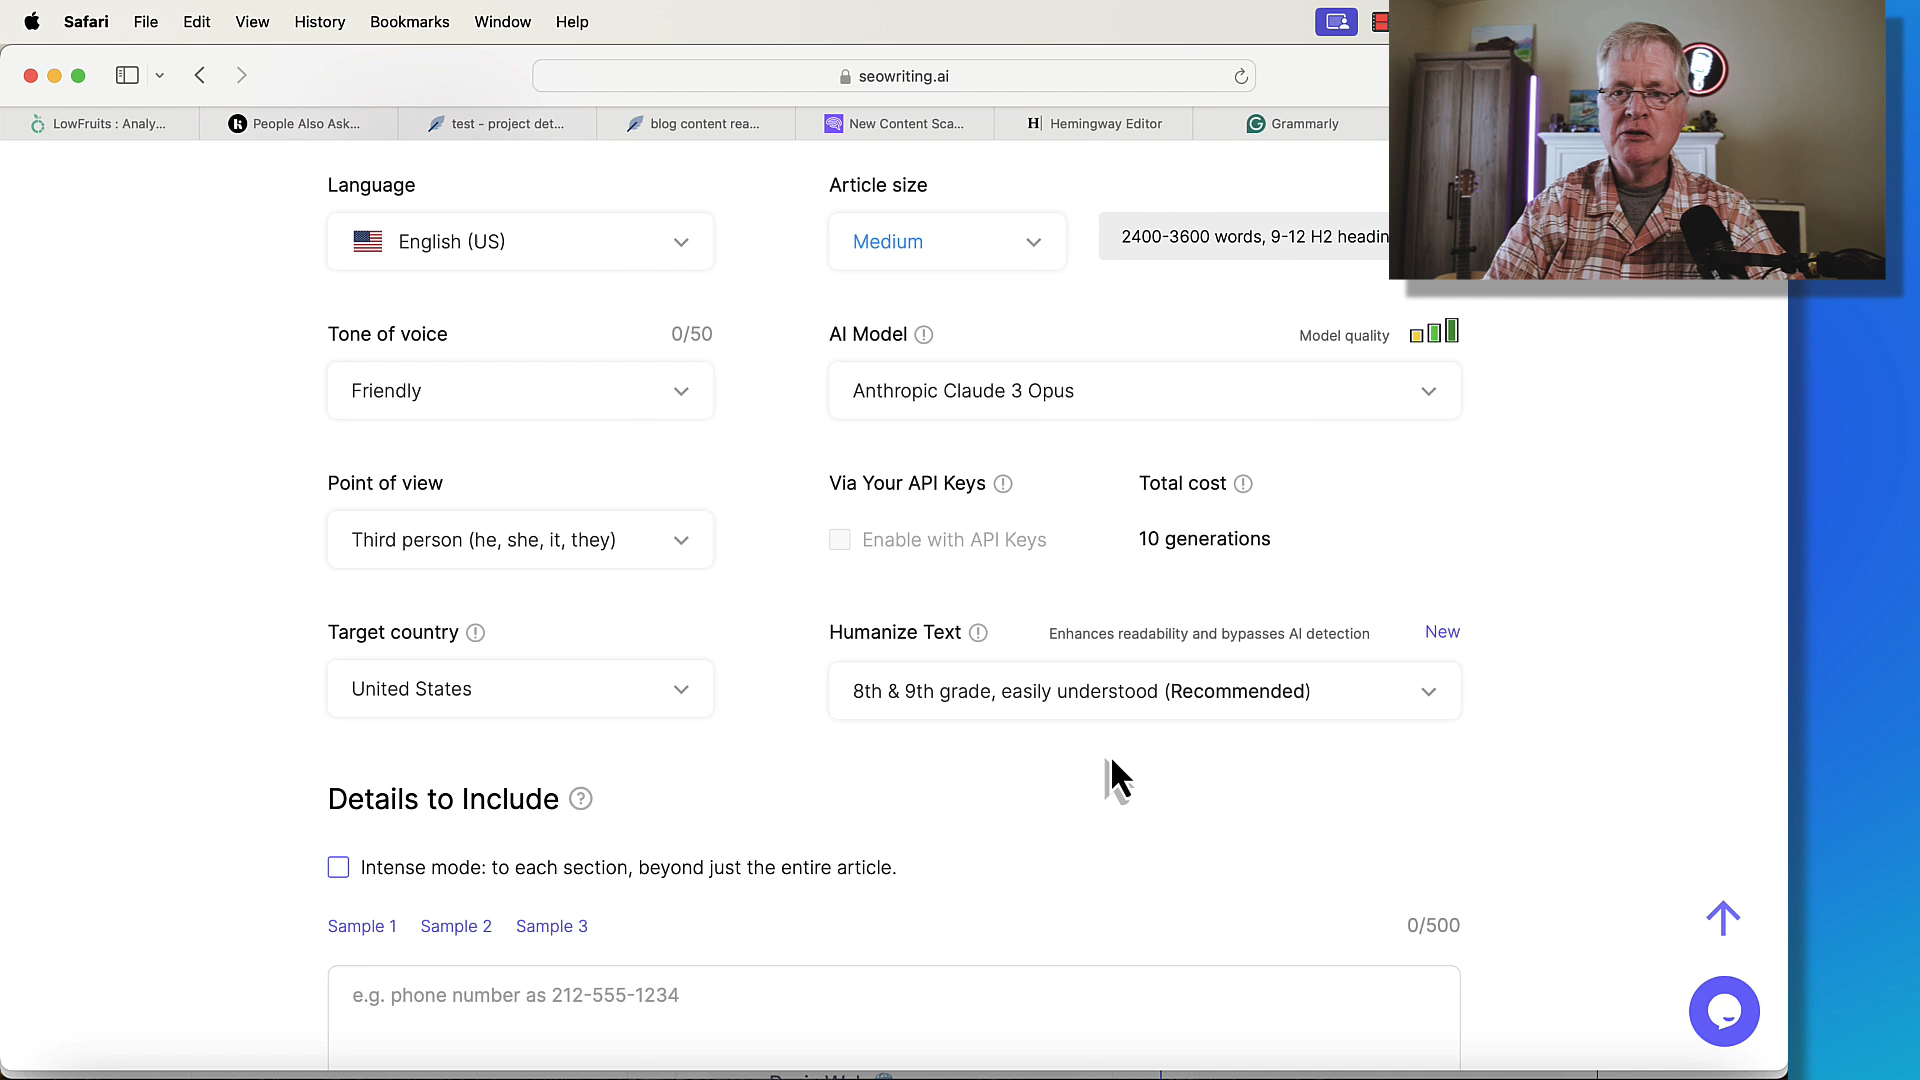 Safari File Edit View History Bookmarks Window Help
seowriting.ai
LowFruits : Analy... People Also Ask... test - project det... blog content rea... New Content Sca... H Hemingway Editor Grammarly
Language
English (US)
Article size
Medium
2400-3600 words, 9-12 H2 headin
Tone of voice 0/50
Friendly
AI Model
Model quality
Anthropic Claude 3 Opus
Point of view
Third person (he, she, it, they)
Via Your API Keys
Enable with API Keys
Total cost
10 generations
Target country
United States
Humanize Text Enhances readability and bypasses AI detection New
8th & 9th grade, easily understood (Recommended)
Details to Include
Intense mode: to each section, beyond just the entire article.
Sample 1 Sample 2 Sample 3 0/500
e.g. phone number as 212-555-1234